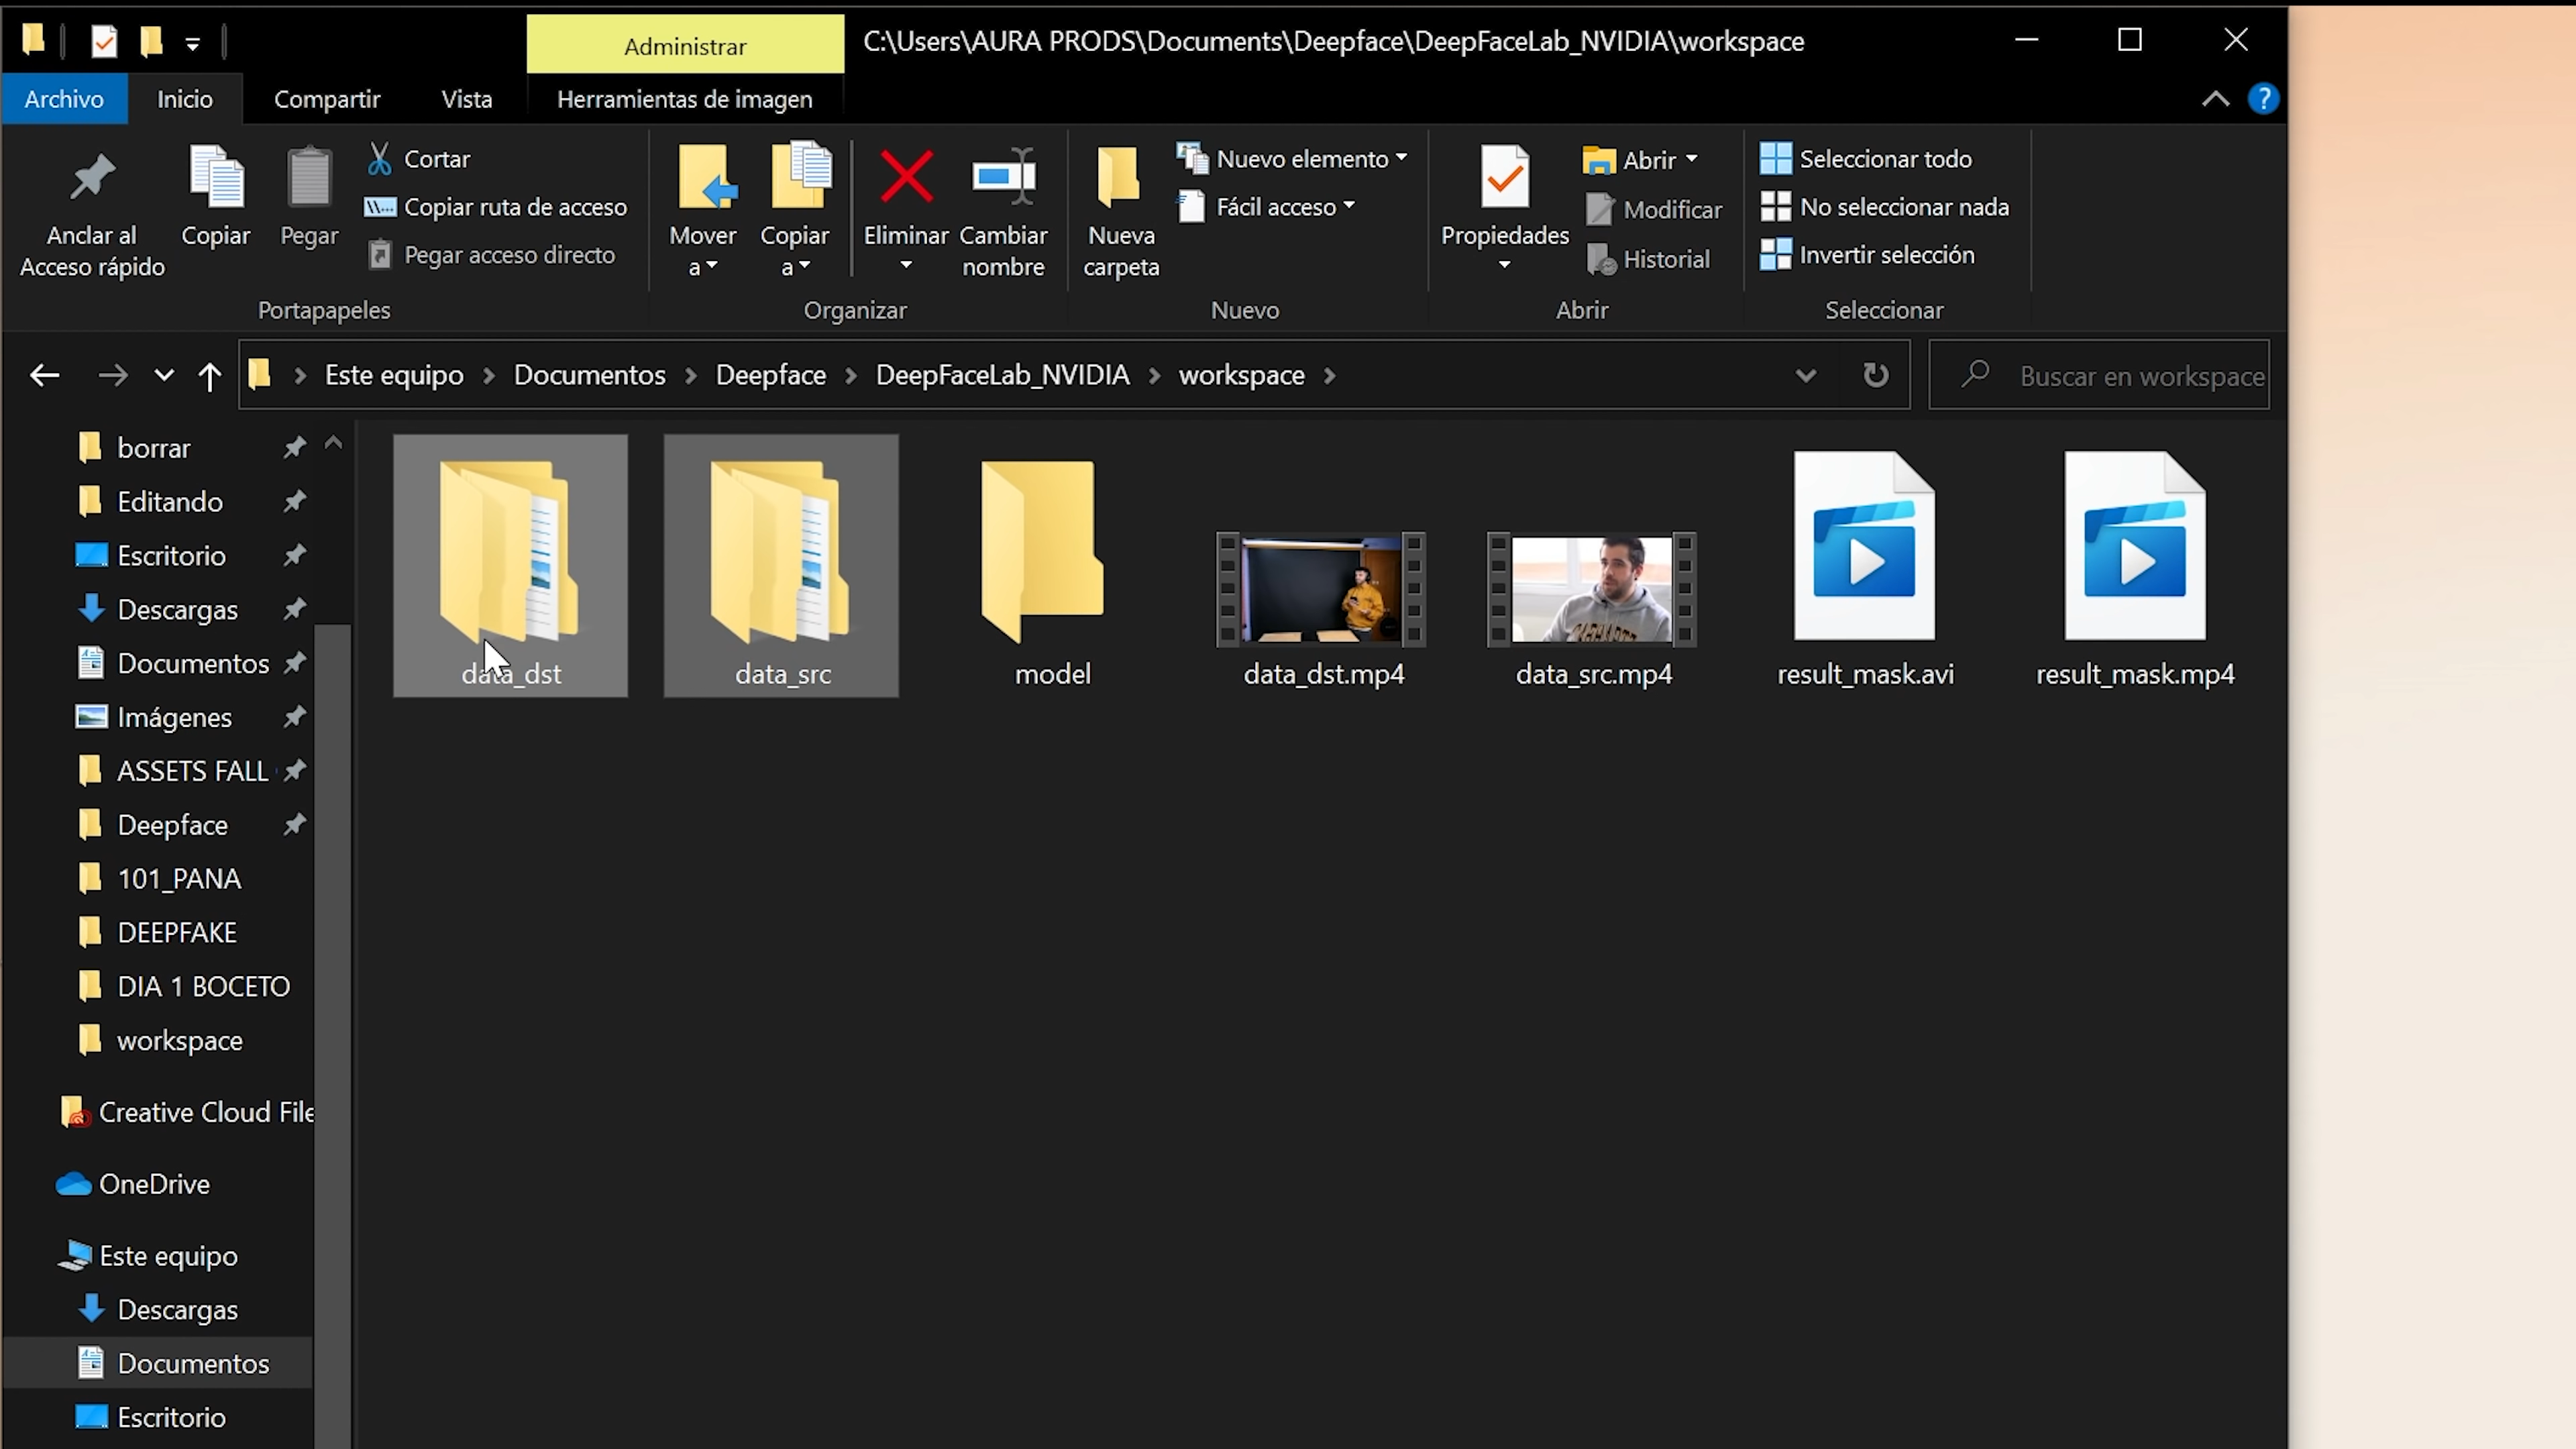 Administrar
C:\Users\AURA PRODS\Documents\Deepface\DeepFaceLab_NVIDIA\workspace
Archivo
Inicio
Compartir
Vista
Herramientas de imagen
?
Anclar al
Acceso rápido
Copiar
Pegar
Cortar
Copiar ruta de acceso
Pegar acceso directo
Portapapeles
Mover
a
Copiar
a
Eliminar
Cambiar
nombre
Organizar
Nueva
carpeta
Nuevo elemento
Fácil acceso
Nuevo
Propiedades
Abrir
Modificar
Historial
Abrir
Seleccionar todo
No seleccionar nada
Invertir selección
Seleccionar
Este equipo
Documentos
Deepface
DeepFaceLab_NVIDIA
workspace
Buscar en workspace
borrar
Editando
Escritorio
Descargas
Documentos
Imágenes
ASSETS FALL
Deepface
101_PANA
DEEPFAKE
DIA 1 BOCETO
workspace
Creative Cloud File
OneDrive
Este equipo
Descargas
Documentos
Escritorio
data_dst
data_src
model
data_dst.mp4
data_src.mp4
result_mask.avi
result_mask.mp4